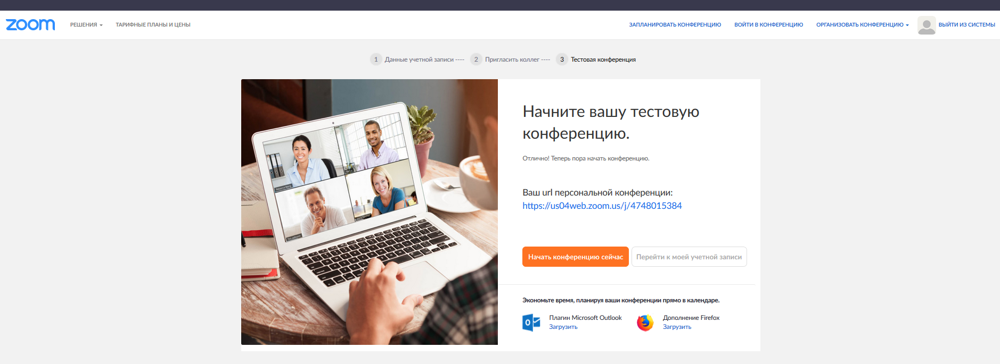 zoom
РЕШЕНИЯ
ТАРИФНЫЕ ПЛАНЫ И ЦЕНЫ
ЗАПЛАНИРОВАТЬ КОНФЕРЕНЦИЮ
ВОЙТИ В КОНФЕРЕНЦИЮ
ОРГАНИЗОВАТЬ КОНФЕРЕНЦИЮ
ВЫЙТИ ИЗ СИСТЕМЫ
1 Данные учетной записи ----
2 Пригласить коллег ----
3 Тестовая конференция
Начните вашу тестовую
конференцию.
Отлично! Теперь пора начать конференцию.
Ваш url персональной конференции:
https://us04web.zoom.us/j/4748015384
Начать конференцию сейчас
Перейти к моей учетной записи
Экономьте время, планируя ваши конференции прямо в календаре.
Плагин Microsoft Outlook
Загрузить
Дополнение Firefox
Загрузить